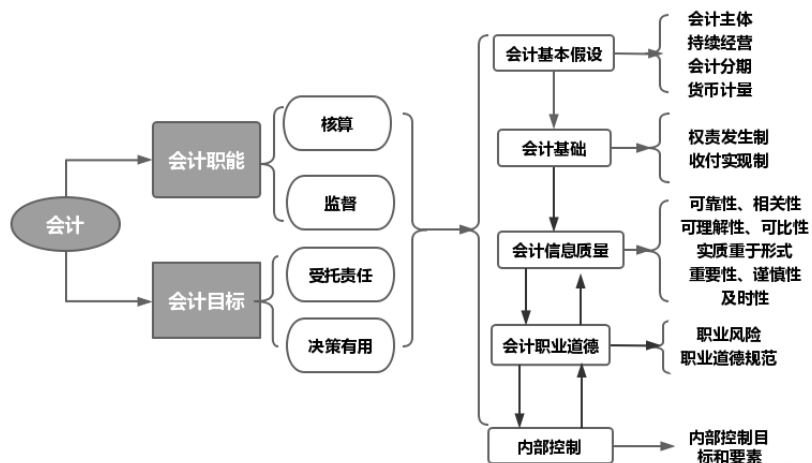 会计
会计职能
会计目标
核算
监督
受托责任
决策有用
会计基本假设
会计主体
持续经营
会计分期
货币计量
会计基础
权责发生制
收付实现制
会计信息质量
可靠性、相关性
可理解性、可比性
实质重于形式
重要性、谨慎性
及时性
会计职业道德
职业风险
职业道德规范
内部控制
内部控制目
标和要素